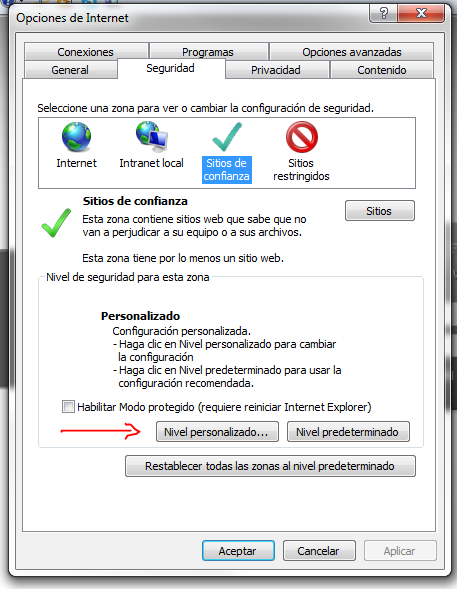 Opciones de Internet
Conexiones
Programas
Opciones avanzadas
General
Seguridad
Privacidad
Contenido
Seleccione una zona para ver o cambiar la configuración de seguridad.
Internet
Intranet local
Sitios de
confianza
Sitios
restringidos
Sitios de confianza
Sitios
Esta zona contiene sitios web que sabe que no
van a perjudicar a su equipo o a sus archivos.
Esta zona tiene por lo menos un sitio web.
Nivel de seguridad para esta zona
Personalizado
Configuración personalizada.
- Haga clic en Nivel personalizado para cambiar
la configuración
- Haga clic en Nivel predeterminado para usar la
configuración recomendada.
Habilitar Modo protegido (requiere reiniciar Internet Explorer)
Nivel personalizado...
Nivel predeterminado
Restablecer todas las zonas al nivel predeterminado
Aceptar
Cancelar
Aplicar